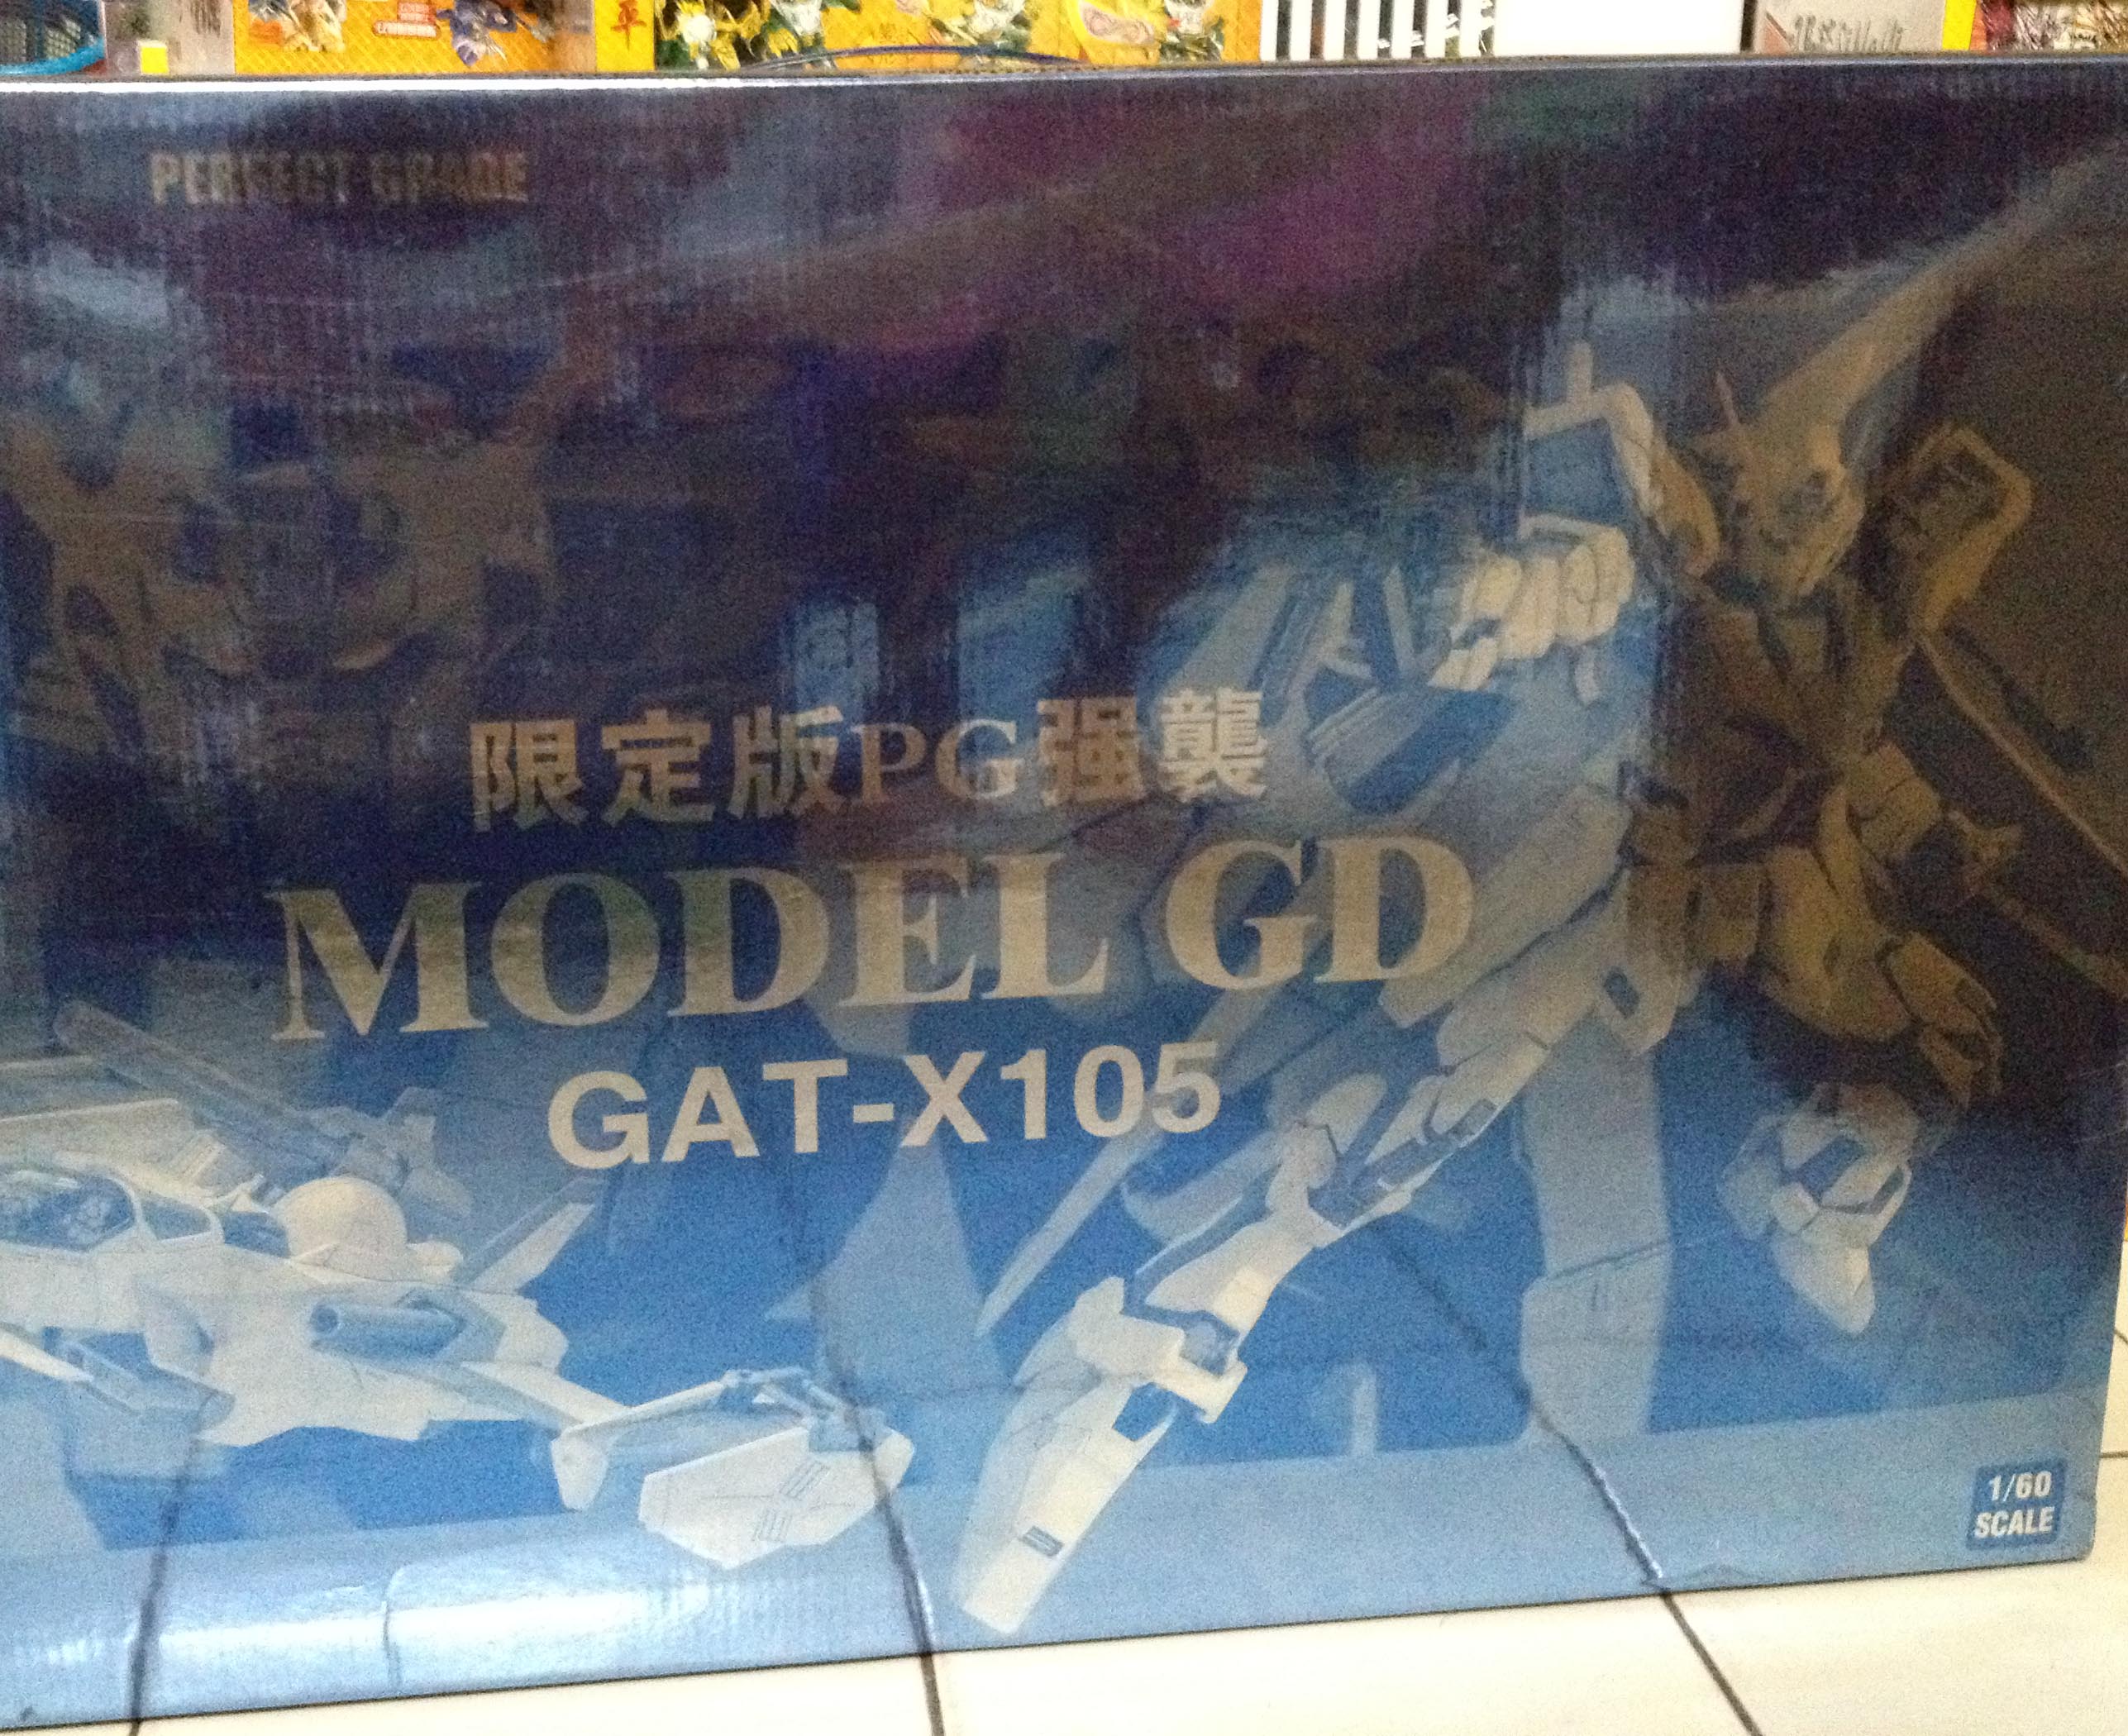 PERFECT GRADE
限定版PG强襲
MODEL GD
GAT-X105
1/60
SCALE